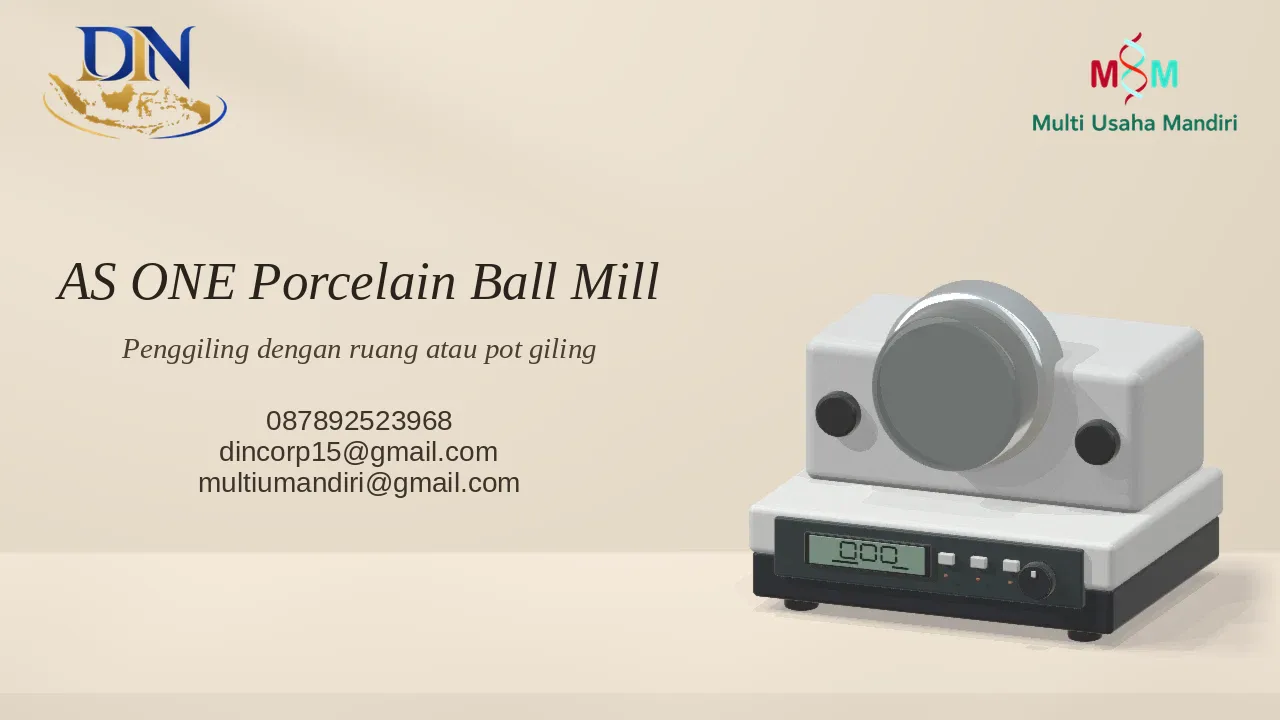 DIN
MSM
Multi Usaha Mandiri
AS ONE Porcelain Ball Mill
Penggiling dengan ruang atau pot giling
087892523968
dincorp15@gmail.com
multiumandiri@gmail.com
000